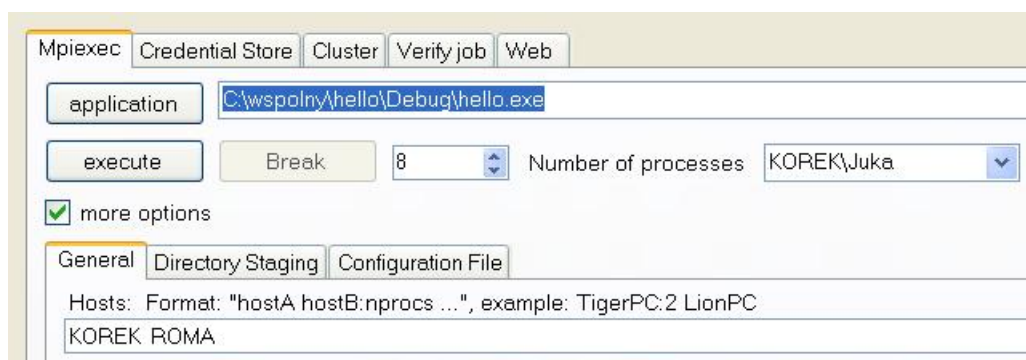 Mpiexec Credential Store Cluster Verify job Web
application C:\wspolny\hello\Debug\hello.exe
execute Break 8 Number of processes KOREK\Juka
more options
General Directory Staging Configuration File
Hosts: Format: "hostA hostB:nprocs ...", example: TigerPC:2 LionPC
KOREK ROMA